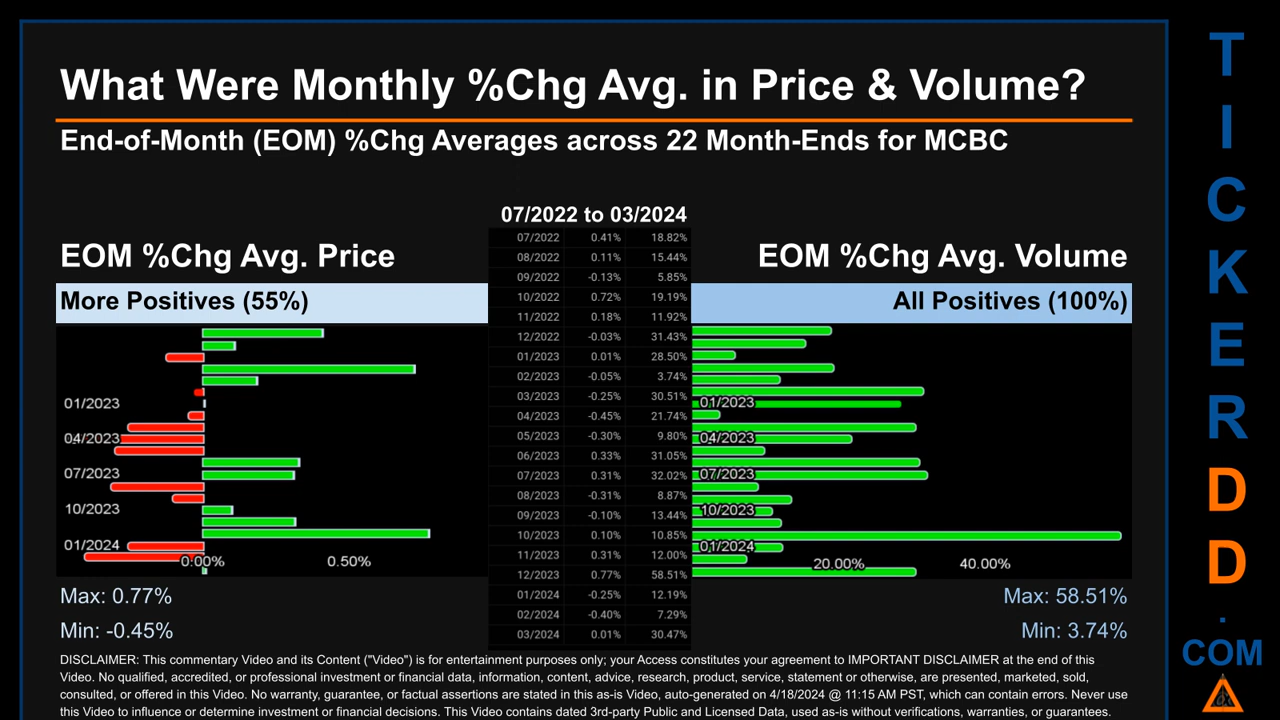 What Were Monthly %Chg Avg. in Price & Volume?
End-of-Month (EOM) %Chg Averages across 22 Month-Ends for MCBC
07/2022 to 03/2024
EOM %Chg Avg. Price
EOM %Chg Avg. Volume
More Positives (55%)
All Positives (100%)
07/2022 0.41% 18.82%
08/2022 0.11% 15.44%
09/2022 -0.13% 5.85%
10/2022 0.72% 19.19%
11/2022 0.18% 11.92%
12/2022 -0.03% 31.43%
01/2023 0.01% 28.50%
02/2023 -0.05% 3.74%
03/2023 -0.25% 30.51%
04/2023 -0.45% 21.74%
05/2023 -0.30% 9.80%
06/2023 0.33% 31.05%
07/2023 0.31% 32.02%
08/2023 -0.31% 8.87%
09/2023 -0.10% 13.44%
10/2023 0.10% 10.85%
11/2023 0.31% 12.00%
12/2023 0.77% 58.51%
01/2024 -0.25% 12.19%
02/2024 -0.40% 7.29%
03/2024 0.01% 30.47%
01/2023
04/2023
07/2023
10/2023
01/2024
0.00% 0.50%
01/2023
04/2023
07/2023
10/2023
01/2024
20.00% 40.00%
Max: 0.77%
Min: -0.45%
Max: 58.51%
Min: 3.74%
DISCLAIMER: This commentary Video and its Content ("Video") is for entertainment purposes only; your Access constitutes your agreement to IMPORTANT DISCLAIMER at the end of this
Video. No qualified, accredited, or professional investment or financial data, information, content, advice, research, product, service, statement or otherwise, are presented, marketed, sold,
consulted, or offered in this Video. No warranty, guarantee, or factual assertions are stated in this as-is Video, auto-generated on 4/18/2024 @ 11:15 AM PST, which can contain errors. Never use
this Video to influence or determine investment or financial decisions. This Video contains dated 3rd-party Public and Licensed Data, used as-is without verifications, warranties, or guarantees.
T
I
C
K
E
R
D
D
.
COM